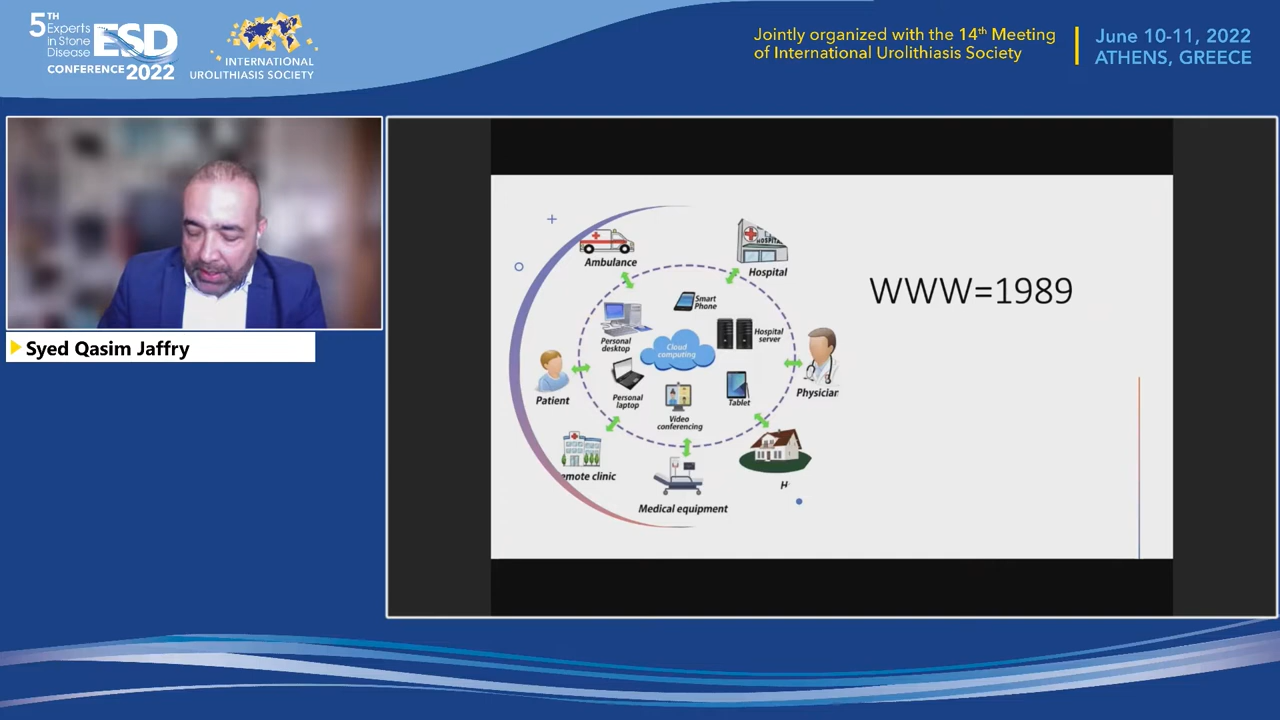 5TH
Experts
in Stone
Disease
ESD
CONFERENCE 2022
INTERNATIONAL
UROLITHIASIS SOCIETY
Jointly organized with the 14th Meeting
of International Urolithiasis Society
June 10-11, 2022
ATHENS, GREECE
Syed Qasim Jaffry
WWW=1989
Ambulance
HOSPITAL
Hospital
Smart
Phone
Personal
desktop
Cloud
computing
Hospital
server
Patient
Personal
laptop
Video
conferencing
Tablet
Physician
emote clinic
Medical equipment
H